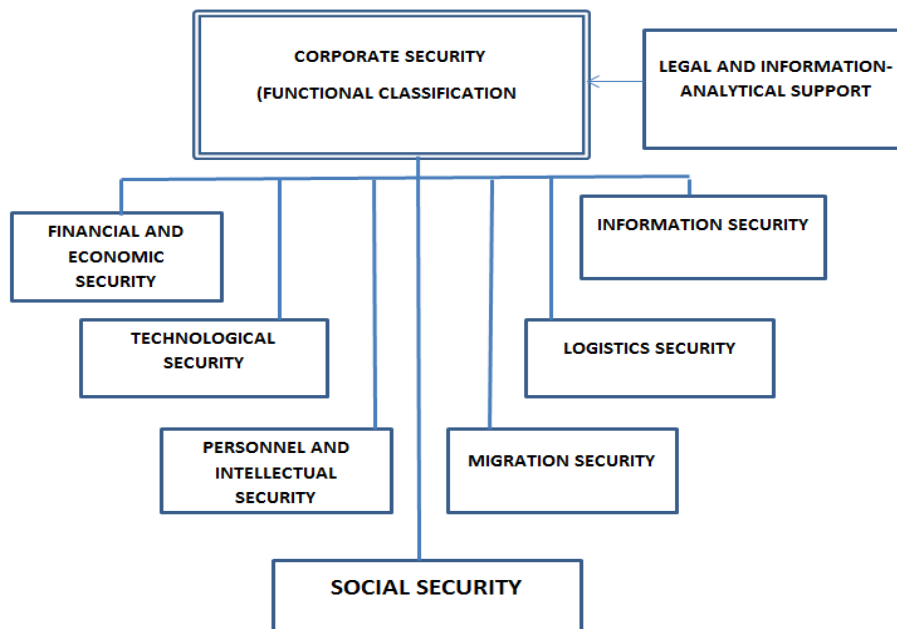 CORPORATE SECURITY
(FUNCTIONAL CLASSIFICATION
LEGAL AND INFORMATION-
ANALYTICAL SUPPORT
FINANCIAL AND
ECONOMIC
SECURITY
INFORMATION SECURITY
TECHNOLOGICAL
SECURITY
LOGISTICS SECURITY
PERSONNEL AND
INTELLECTUAL
SECURITY
MIGRATION SECURITY
SOCIAL SECURITY